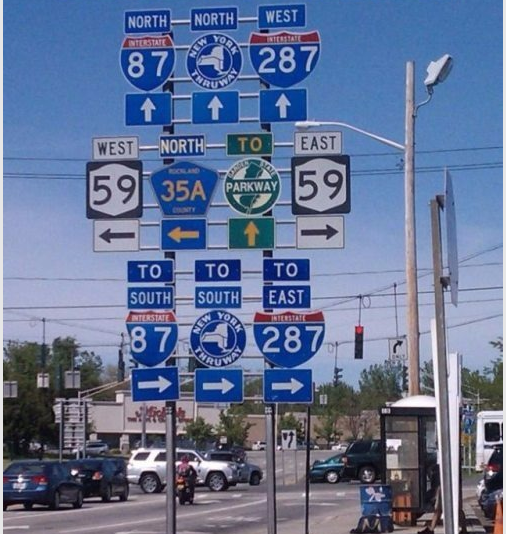 NORTH NORTH WEST
INTERSTATE 87 NEW YORK THRUWAY INTERSTATE 287
WEST NORTH TO EAST
59 ROCKLAND 35A COUNTY GARDEN STATE PARKWAY 59
TO TO TO
SOUTH SOUTH EAST
INTERSTATE 87 NEW YORK THRUWAY INTERSTATE 287